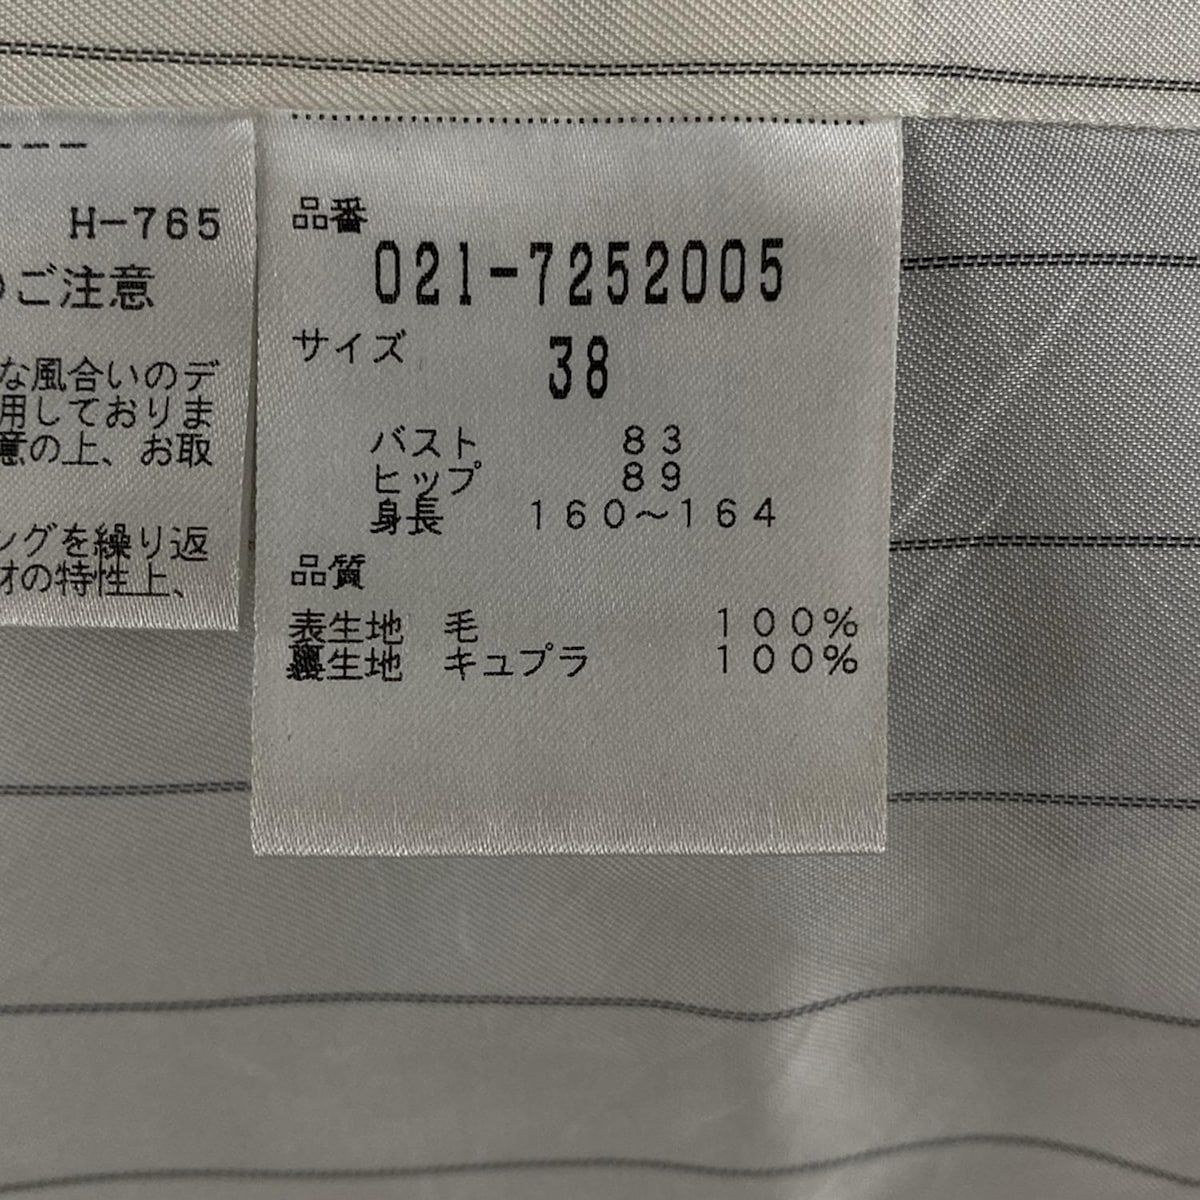 H-765
ご注意
な風合いのデ
用しておりま
意の上、お取
ングを繰り返
の特性上、
品番
021-7252005
サイズ 38
バスト 83
ヒップ 89
身長 160〜164
品質
表生地 毛 100%
裏生地 キュプラ 100%